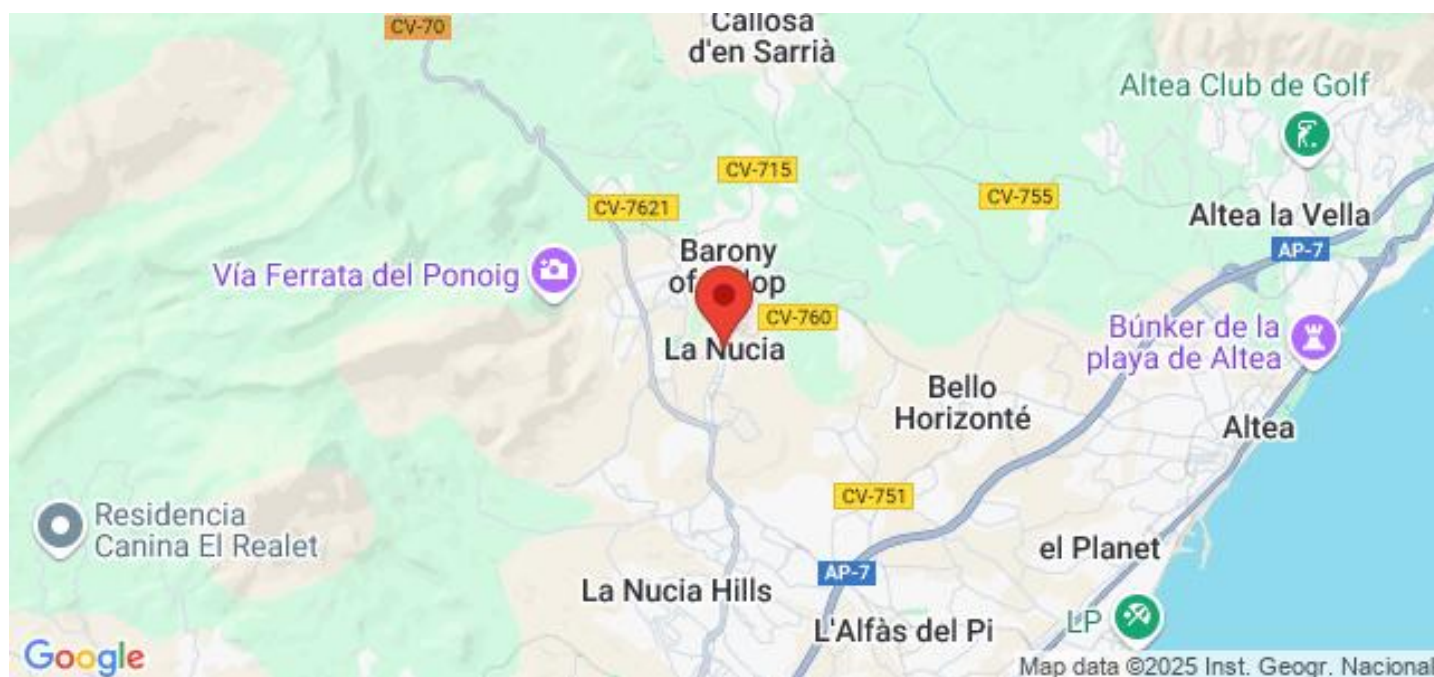 CV-70
Callosa
d'en Sarrià
Altea Club de Golf
CV-715
CV-755
CV-7621
Altea la Vella
AP-7
Barony
Vía Ferrata del Ponoig
of
CV-760
Búnker de la
playa de Altea
La Nucia
Bello
Horizonté
Altea
CV-751
Residencia
Canina El Realet
el Planet
AP-7
La Nucia Hills
L'Alfàs del Pi
LP
Google
Map data ©2025 Inst. Geogr. Nacional